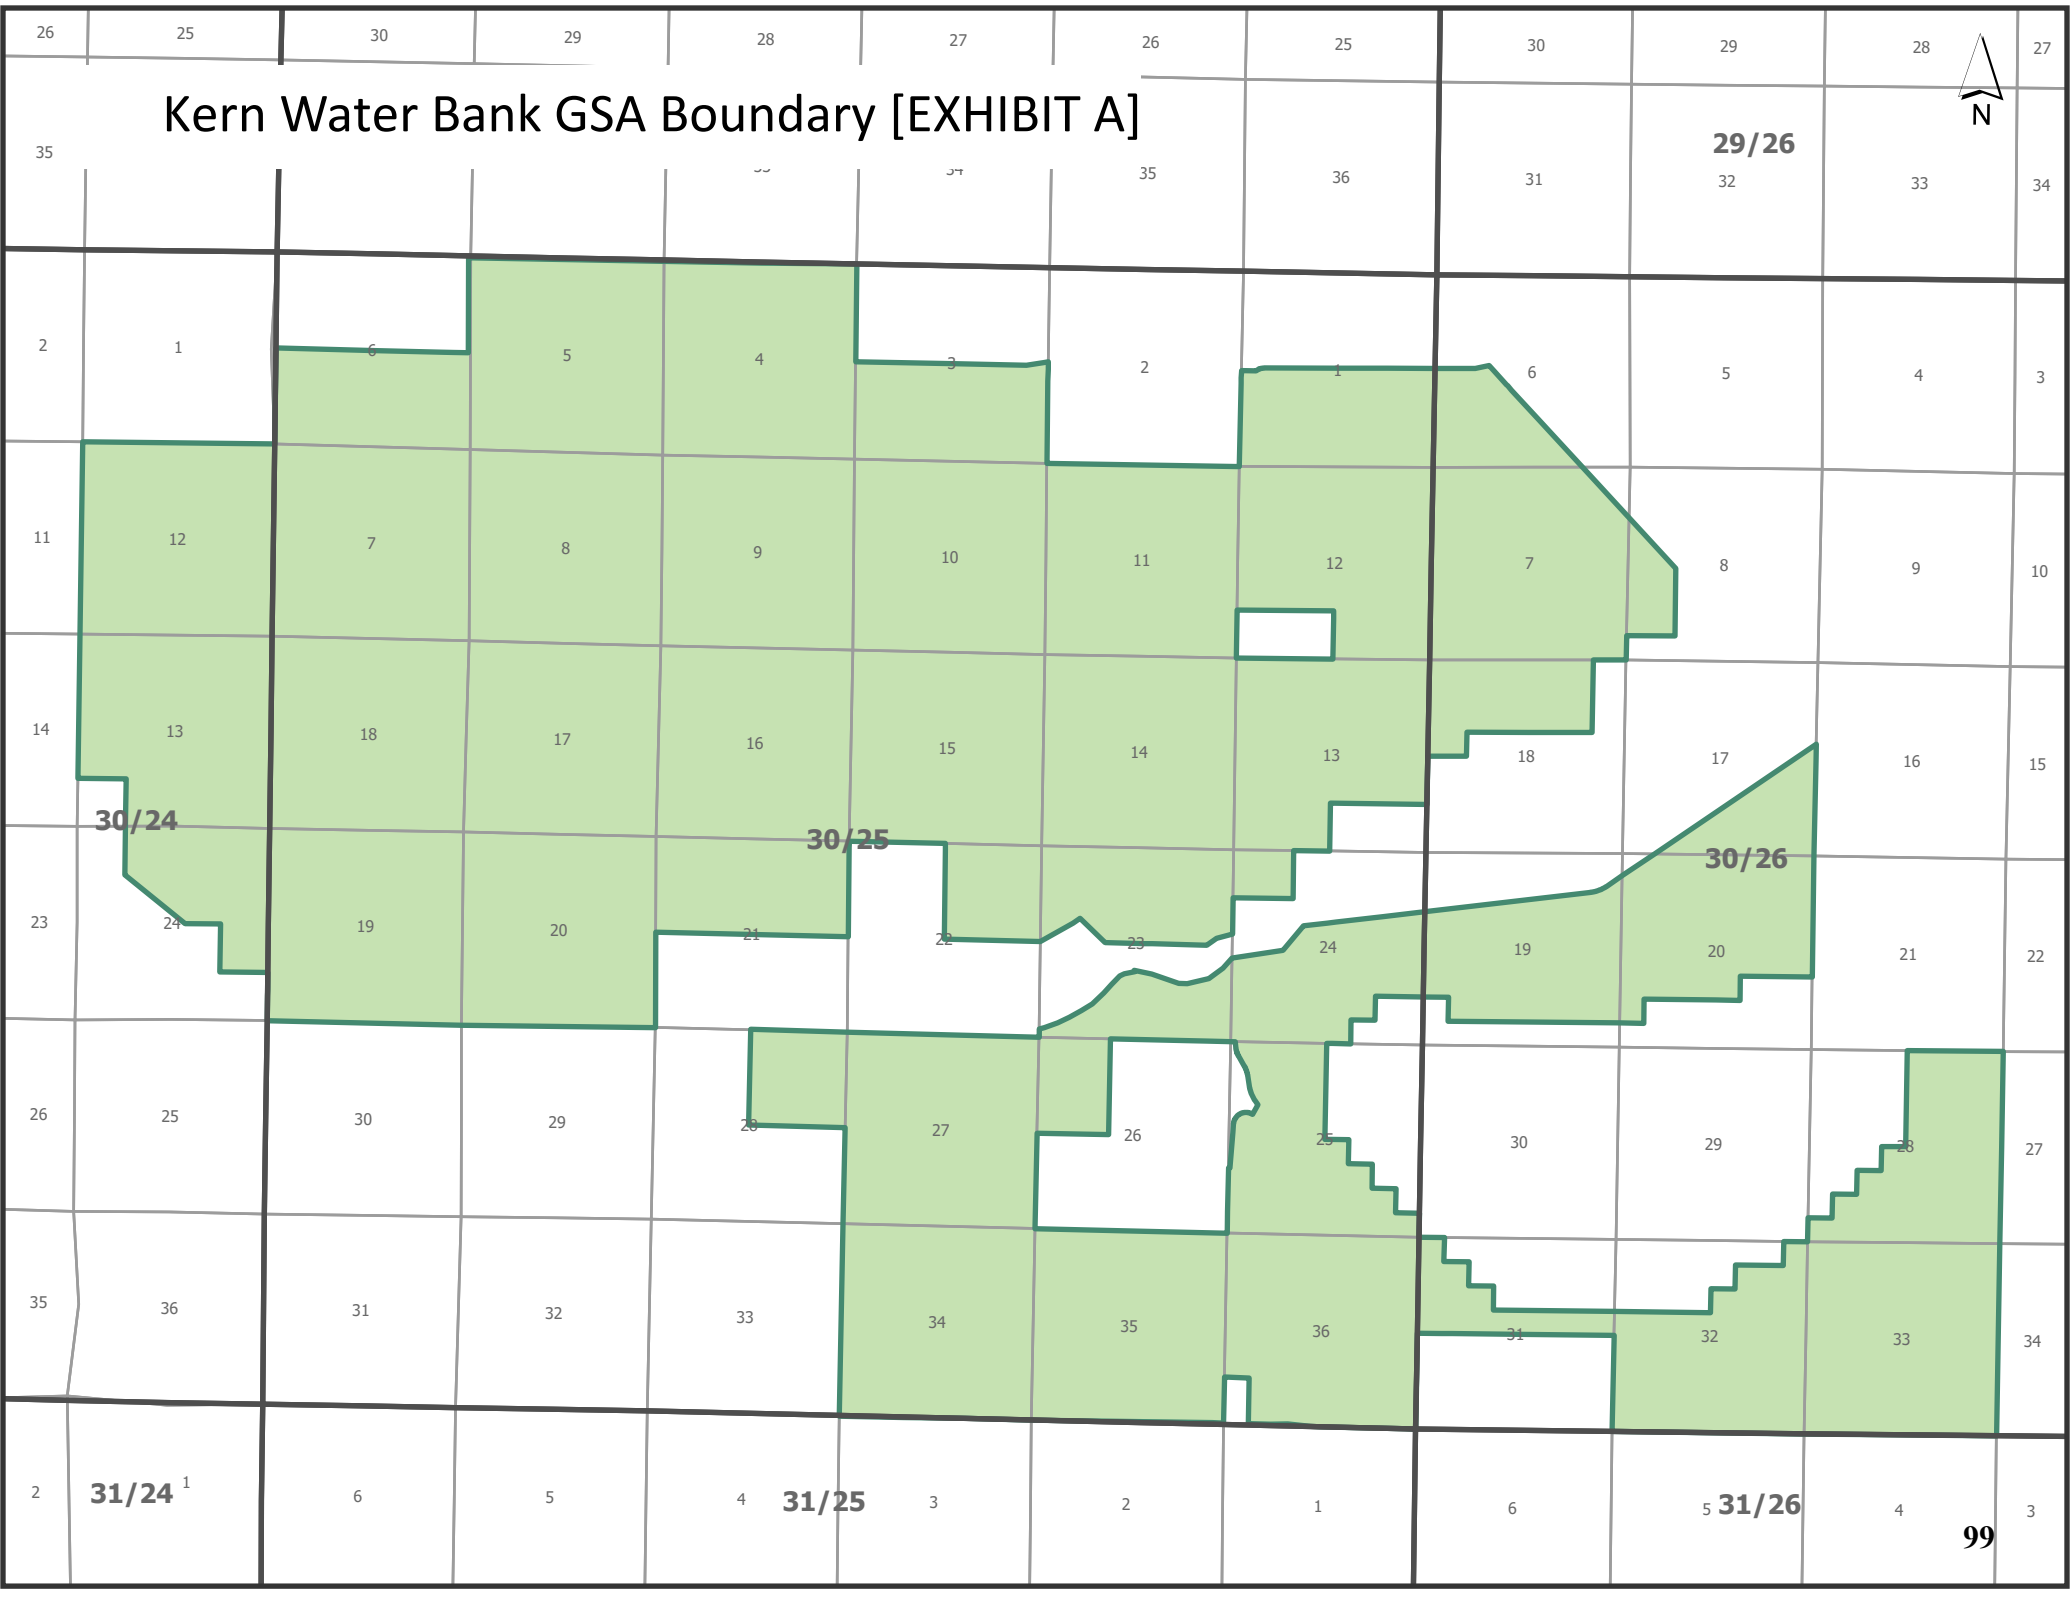 26 25 30 29 28 27 26 25 30 29 28 27
Kern Water Bank GSA Boundary [EXHIBIT A]
N
29/26
35 35 36 31 32 33 34
2 1 6 5 4 3 2 1 6 5 4 3
11 12 7 8 9 10 11 12 7 8 9 10
14 13 18 17 16 15 14 13 18 17 16 15
30/24 30/25 30/26
23 24 19 20 21 22 23 24 19 20 21 22
26 25 30 29 28 27 26 25 30 29 28 27
35 36 31 32 33 34 35 36 31 32 33 34
2 31/24 1 6 5 4 31/25 3 2 1 6 5 31/26 4 3
99